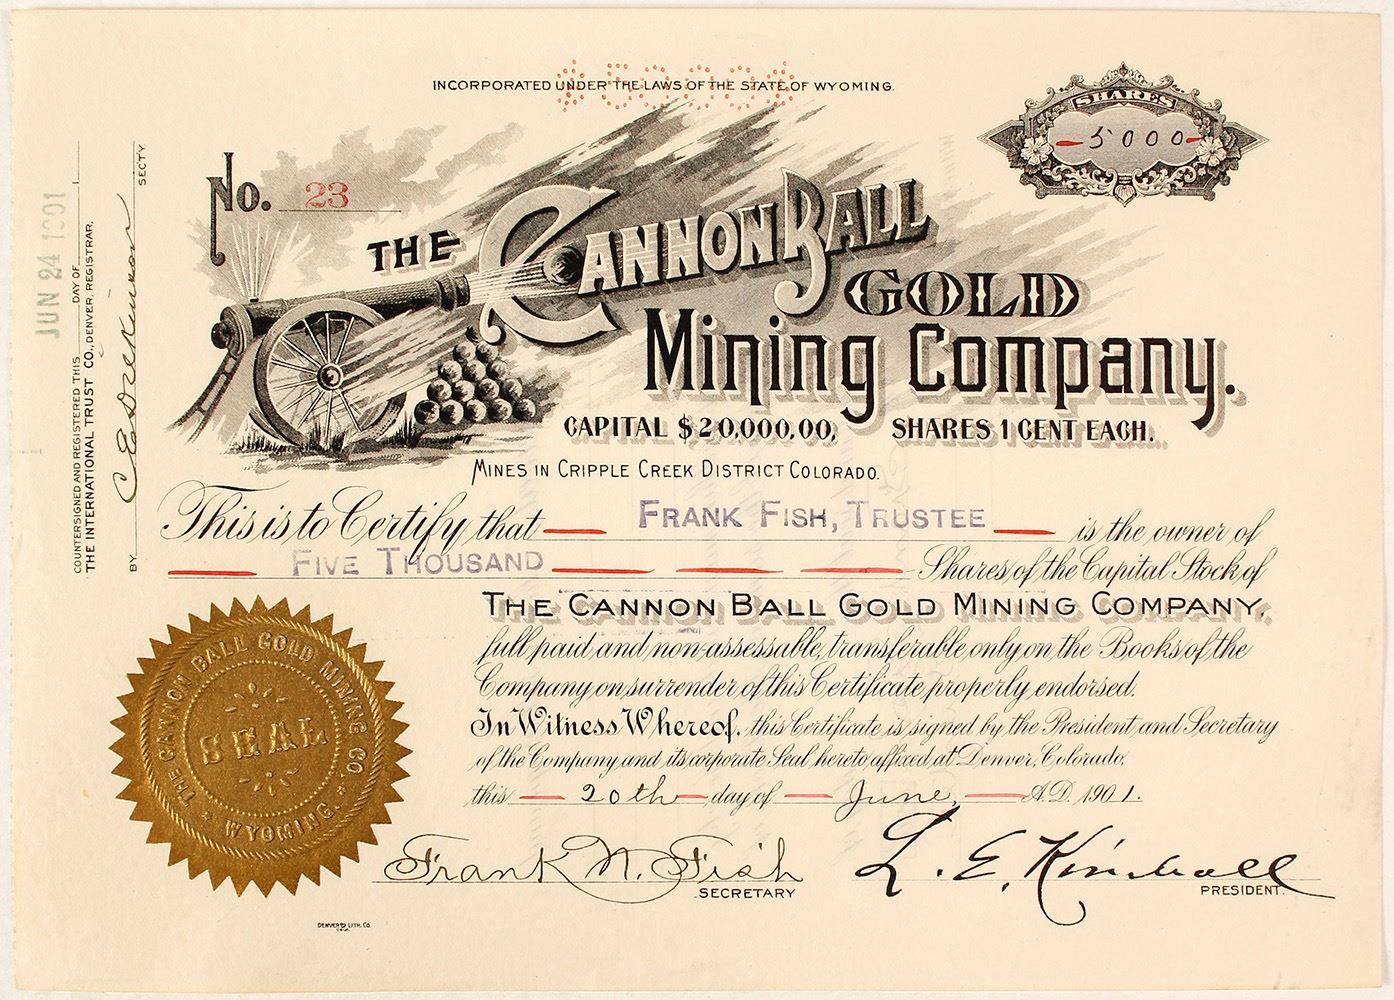 INCORPORATED UNDER THE LAWS OF THE STATE OF WYOMING.
$5000$
SHARES
5000
No. 23
THE CANNON BALL
GOLD
Mining Company.
CAPITAL $20,000.00, SHARES 1 CENT EACH.
MINES IN CRIPPLE CREEK DISTRICT COLORADO.
This is to Certify that FRANK FISH, TRUSTEE is the owner of
FIVE THOUSAND Shares of the Capital Stock of
THE CANNON BALL GOLD MINING COMPANY,
full paid and non-assessable, transferable only on the Books of the
Company on surrender of this Certificate properly endorsed.
In Witness Whereof, this Certificate is signed by the President and Secretary
of the Company and its corporate Seal hereto affixed at Denver, Colorado,
this 20th day of June, A.D. 1901.
Frank N. Fish
SECRETARY
L. E. Kimball
PRESIDENT.
THE CANNON BALL GOLD MINING CO.
SEAL
WYOMING
DENVER LITH. CO.
COLO.
JUN 24 1901
COUNTERSIGNED AND REGISTERED THIS DAY OF 1
THE INTERNATIONAL TRUST CO., DENVER, REGISTRAR.
BY SECTY.